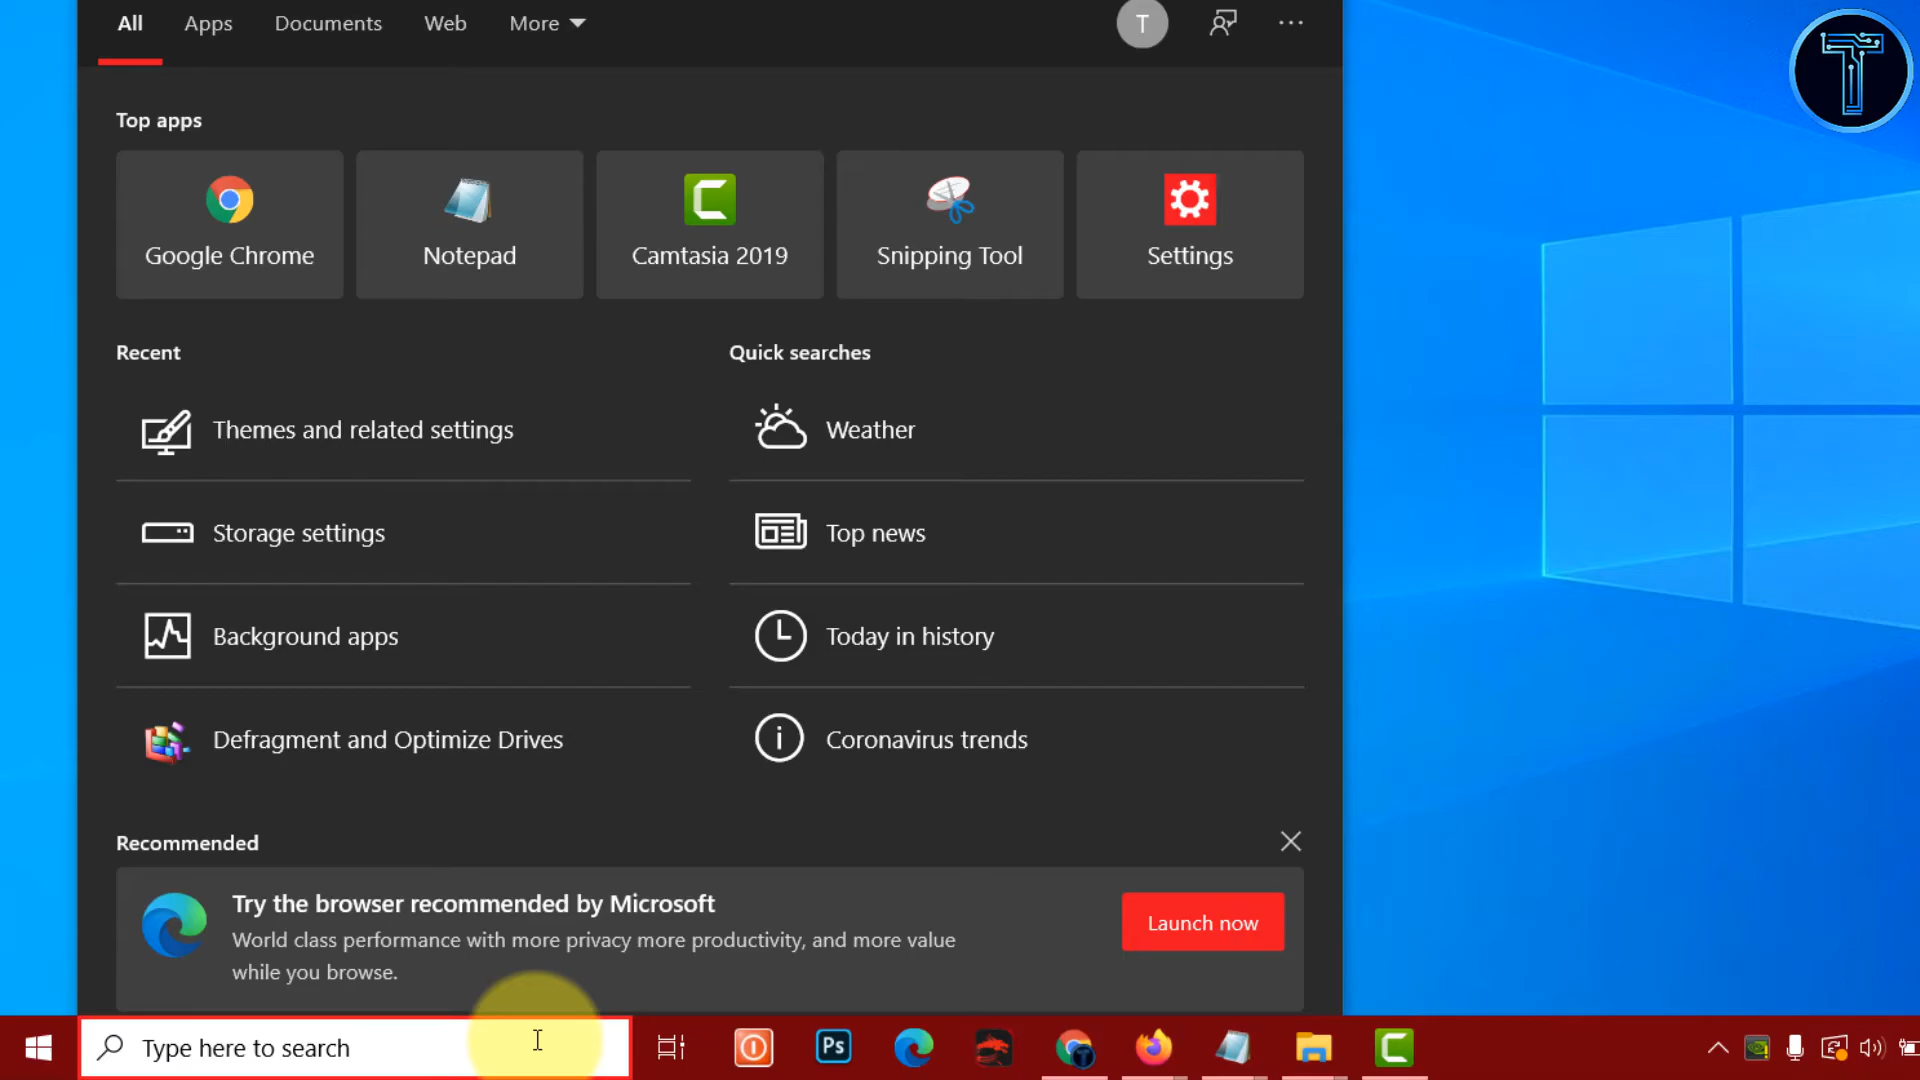 All Apps Documents Web More T
Top apps
Google Chrome Notepad Camtasia 2019 Snipping Tool Settings
Recent Quick searches
Themes and related settings Weather
Storage settings Top news
Background apps Today in history
Defragment and Optimize Drives Coronavirus trends
Recommended
Try the browser recommended by Microsoft
World class performance with more privacy more productivity, and more value
while you browse.
Launch now
Type here to search
Ps